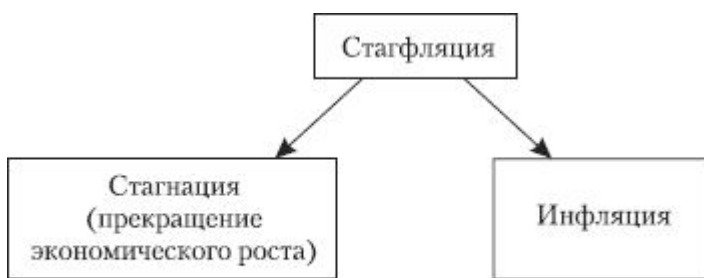 Стагфляция
Стагнация
(прекращение
экономического роста)
Инфляция